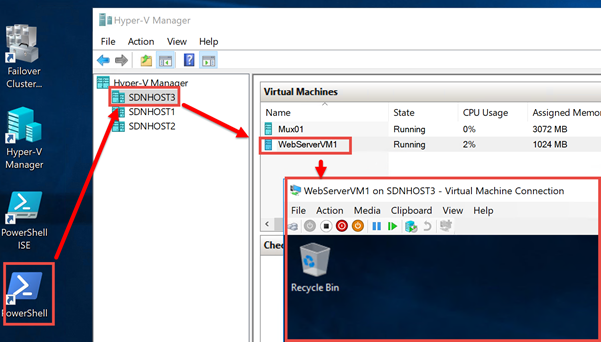 Failover
Cluster...
Hyper-V
Manager
PowerShell
ISE
PowerShell
Hyper-V Manager
File Action View Help
Hyper-V Manager
SDNHOST3
SDNHOST1
SDNHOST2
Virtual Machines
Name State CPU Usage Assigned Memo
Mux01 Running 0% 3072 MB
WebServerVM1 Running 2% 1024 MB
Chec
WebServerVM1 on SDNHOST3 - Virtual Machine Connection
File Action Media Clipboard View Help
Recycle Bin